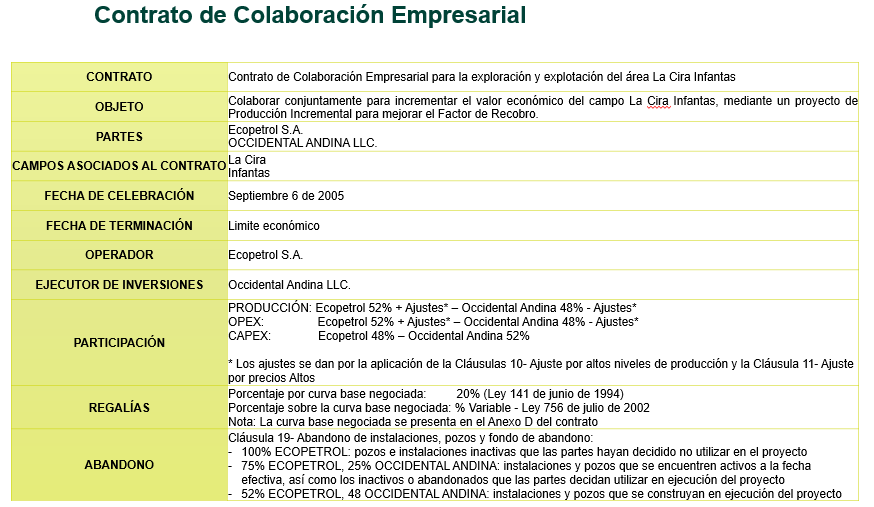 Contrato de Colaboración Empresarial
CONTRATO
Contrato de Colaboración Empresarial para la exploración y explotación del área La Cira Infantas
OBJETO
Colaborar conjuntamente para incrementar el valor económico del campo La Cira Infantas, mediante un proyecto de
Producción Incremental para mejorar el Factor de Recobro.
PARTES
Ecopetrol S.A.
OCCIDENTAL ANDINA LLC.
CAMPOS ASOCIADOS AL CONTRATO
La Cira
Infantas
FECHA DE CELEBRACIÓN
Septiembre 6 de 2005
FECHA DE TERMINACIÓN
Limite económico
OPERADOR
Ecopetrol S.A.
EJECUTOR DE INVERSIONES
Occidental Andina LLC.
PARTICIPACIÓN
PRODUCCIÓN: Ecopetrol 52% + Ajustes* – Occidental Andina 48% - Ajustes*
OPEX: Ecopetrol 52% + Ajustes* – Occidental Andina 48% - Ajustes*
CAPEX: Ecopetrol 48% – Occidental Andina 52%
* Los ajustes se dan por la aplicación de la Cláusulas 10- Ajuste por altos niveles de producción y la Cláusula 11- Ajuste
por precios Altos
REGALÍAS
Porcentaje por curva base negociada: 20% (Ley 141 de junio de 1994)
Porcentaje sobre la curva base negociada: % Variable - Ley 756 de julio de 2002
Nota: La curva base negociada se presenta en el Anexo D del contrato
ABANDONO
Cláusula 19- Abandono de instalaciones, pozos y fondo de abandono:
- 100% ECOPETROL: pozos e instalaciones inactivas que las partes hayan decidido no utilizar en el proyecto
- 75% ECOPETROL, 25% OCCIDENTAL ANDINA: instalaciones y pozos que se encuentren activos a la fecha
efectiva, así como los inactivos o abandonados que las partes decidan utilizar en ejecución del proyecto
- 52% ECOPETROL, 48 OCCIDENTAL ANDINA: instalaciones y pozos que se construyan en ejecución del proyecto